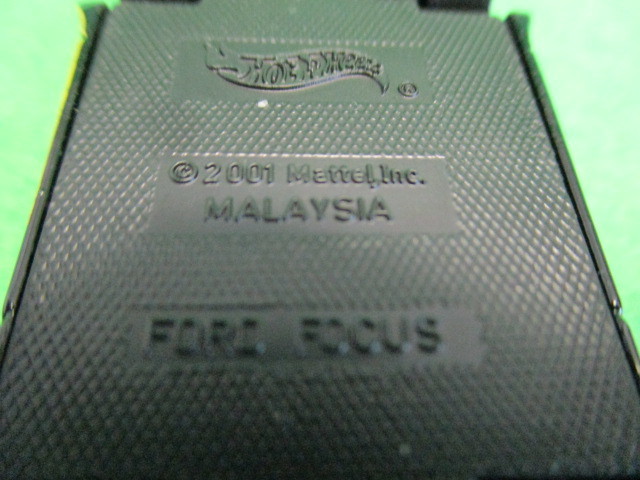 Hot Wheels ®
© 2001 Mattel, Inc.
MALAYSIA
FORD FOCUS